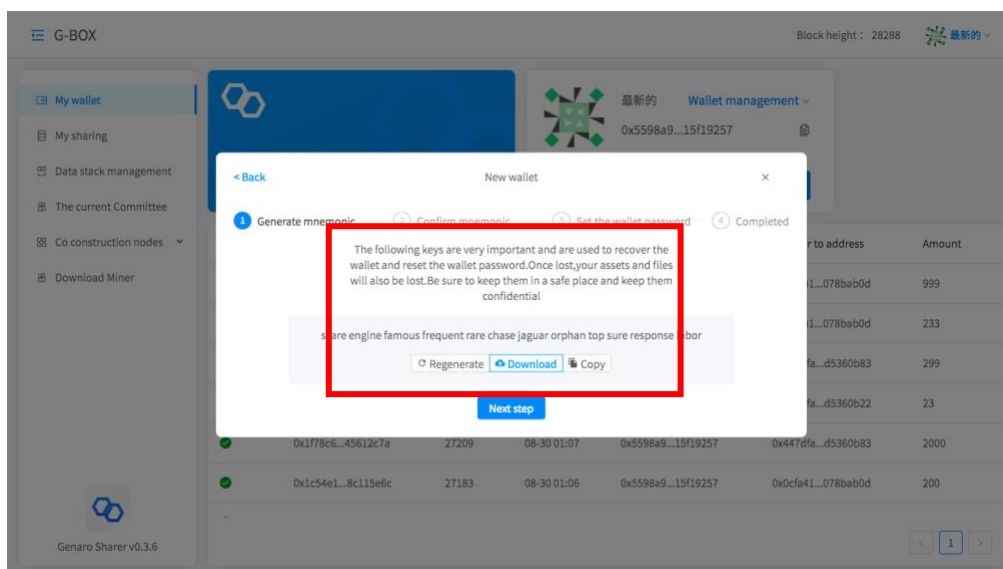 G-BOX
Block height： 28288
最新的
My wallet
My sharing
Data stack management
The current Committee
Co construction nodes
Download Miner
最新的 Wallet management
0x5598a9...15f19257
< Back New wallet ×
1 Generate mnemonic 2 Confirm mnemonic 3 Set the wallet password 4 Completed
The following keys are very important and are used to recover the
wallet and reset the wallet password.Once lost,your assets and files
will also be lost.Be sure to keep them in a safe place and keep them
confidential
engine famous frequent rare chase jaguar orphan top sure response
Regenerate Download Copy
Next step
to address Amount
078bab0d 999
078bab0d 233
d5360b83 299
d5360b22 23
0x1f78c6...45612c7a 27209 08-30 01:07 0x5598a9...15f19257 0x447dfa...d5360b83 2000
0x1c54e1...8c115e6c 27183 08-30 01:06 0x5598a9...15f19257 0x0cfa41...078bab0d 200
< 1 >
Genaro Sharer v0.3.6